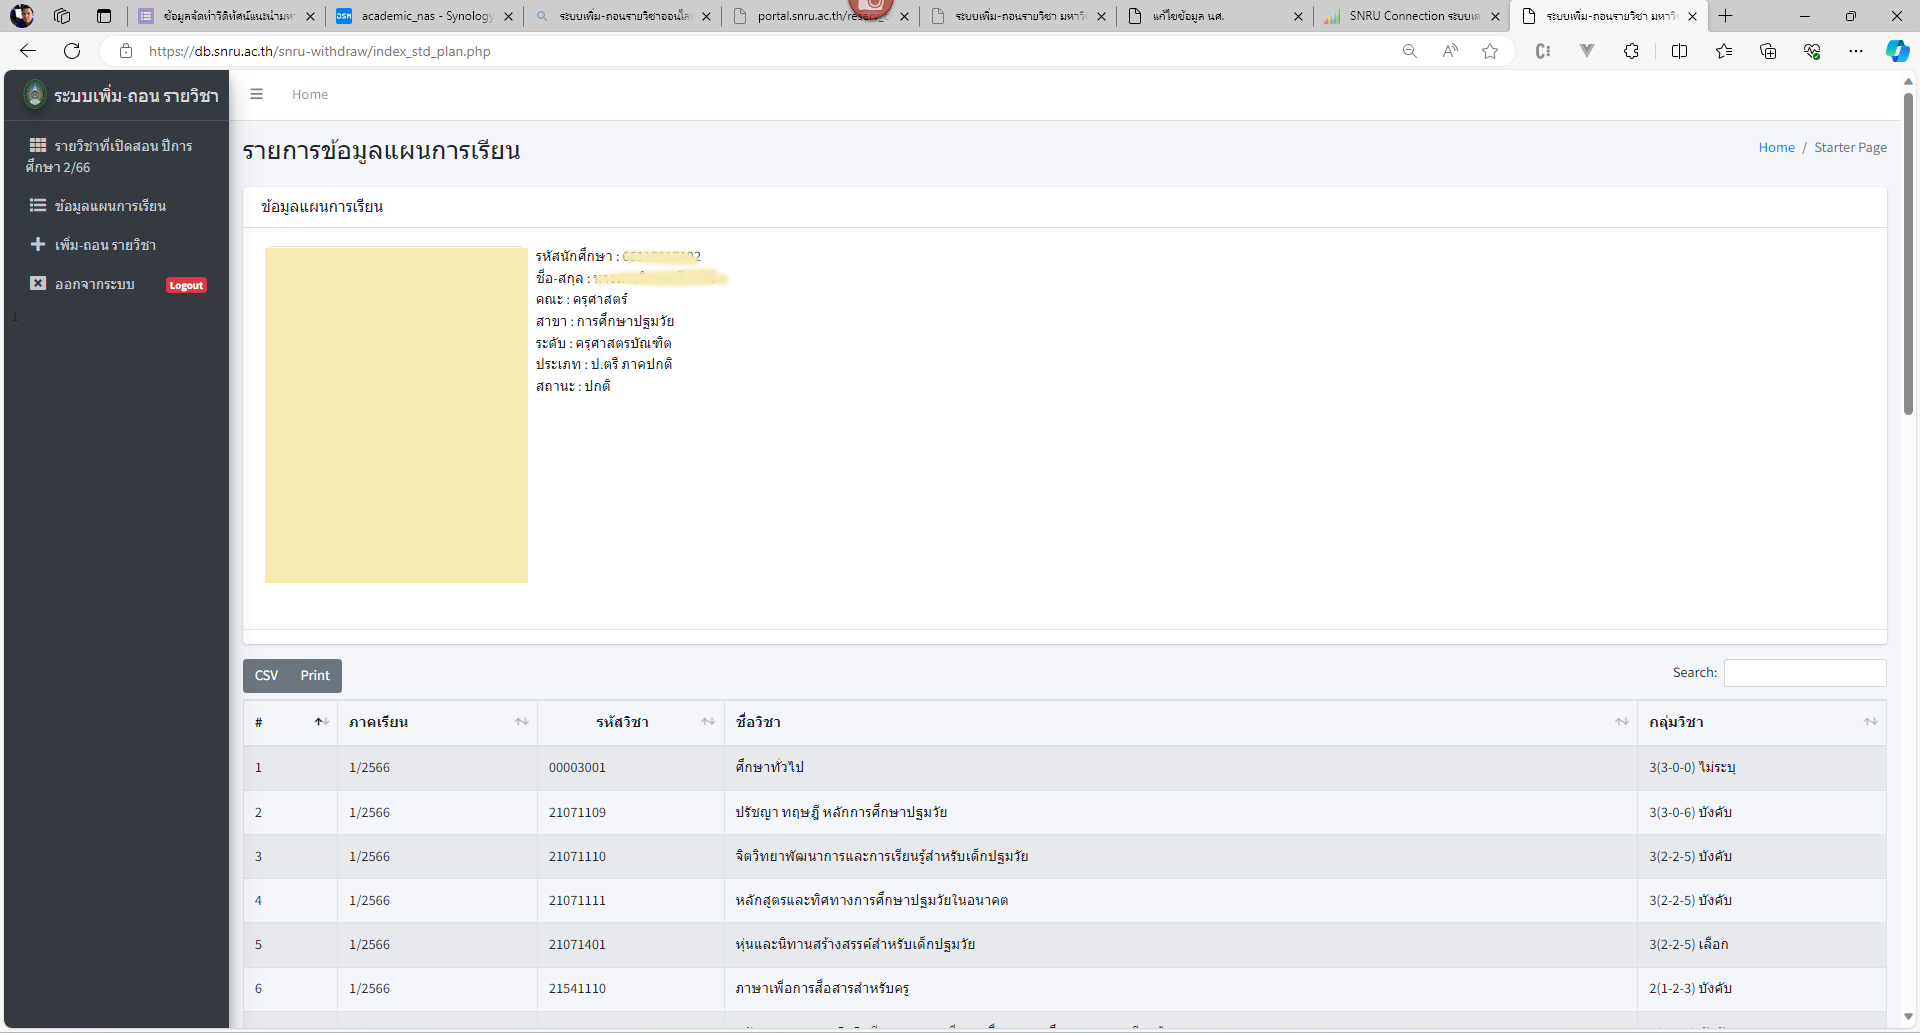 ข้อมูลจัดทำวีดิทัศน์แนะนำมห
academic_nas - Synology
ระบบเพิ่ม-ถอนรายวิชาออนไล
portal.snru.ac.th/reserv_c
ระบบเพิ่ม-ถอนรายวิชา มหาวิ
แก้ไขข้อมูล นศ.
SNRU Connection ระบบเค
ระบบเพิ่ม-ถอนรายวิชา มหาวิ
https://db.snru.ac.th/snru-withdraw/index_std_plan.php
ระบบเพิ่ม-ถอน รายวิชา
Home
รายวิชาที่เปิดสอน ปีการ
ศึกษา 2/66
ข้อมูลแผนการเรียน
เพิ่ม-ถอน รายวิชา
ออกจากระบบ Logout
1
รายการข้อมูลแผนการเรียน
Home / Starter Page
ข้อมูลแผนการเรียน
รหัสนักศึกษา :
ชื่อ-สกุล :
คณะ : ครุศาสตร์
สาขา : การศึกษาปฐมวัย
ระดับ : ครุศาสตรบัณฑิต
ประเภท : ป.ตรี ภาคปกติ
สถานะ : ปกติ
CSV Print
Search:
# ภาคเรียน รหัสวิชา ชื่อวิชา กลุ่มวิชา
1 1/2566 00003001 ศึกษาทั่วไป 3(3-0-0) ไม่ระบุ
2 1/2566 21071109 ปรัชญา ทฤษฎี หลักการศึกษาปฐมวัย 3(3-0-6) บังคับ
3 1/2566 21071110 จิตวิทยาพัฒนาการและการเรียนรู้สำหรับเด็กปฐมวัย 3(2-2-5) บังคับ
4 1/2566 21071111 หลักสูตรและทิศทางการศึกษาปฐมวัยในอนาคต 3(2-2-5) บังคับ
5 1/2566 21071401 หุ่นและนิทานสร้างสรรค์สำหรับเด็กปฐมวัย 3(2-2-5) เลือก
6 1/2566 21541110 ภาษาเพื่อการสื่อสารสำหรับครู 2(1-2-3) บังคับ